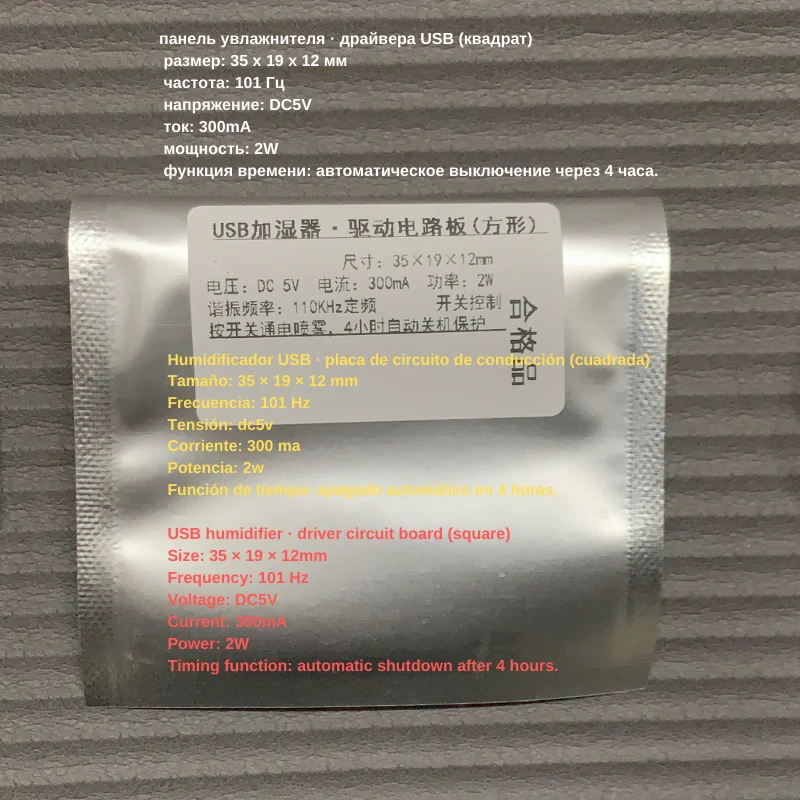 панель увлажнителя · драйвера USB (квадрат)
размер: 35 x 19 x 12 мм
частота: 101 Гц
напряжение: DC5V
ток: 300mA
мощность: 2W
функция времени: автоматическое выключение через 4 часа.
USB加湿器·驱动电路板(方形)
尺寸: 35×19×12mm
电压: DC 5V 电流: 300mA 功率: 2W
谐振频率: 110KHz定频 开关控制
按开关通电喷雾, 4小时自动关机保护
合格品
Humidificador USB · placa de circuito de conducción (cuadrada)
Tamaño: 35 × 19 × 12 mm
Frecuencia: 101 Hz
Tensión: dc5v
Corriente: 300 ma
Potencia: 2w
Función de tiempo: apagado automático en 4 horas.
USB humidifier · driver circuit board (square)
Size: 35 × 19 × 12mm
Frequency: 101 Hz
Voltage: DC5V
Current: 300mA
Power: 2W
Timing function: automatic shutdown after 4 hours.